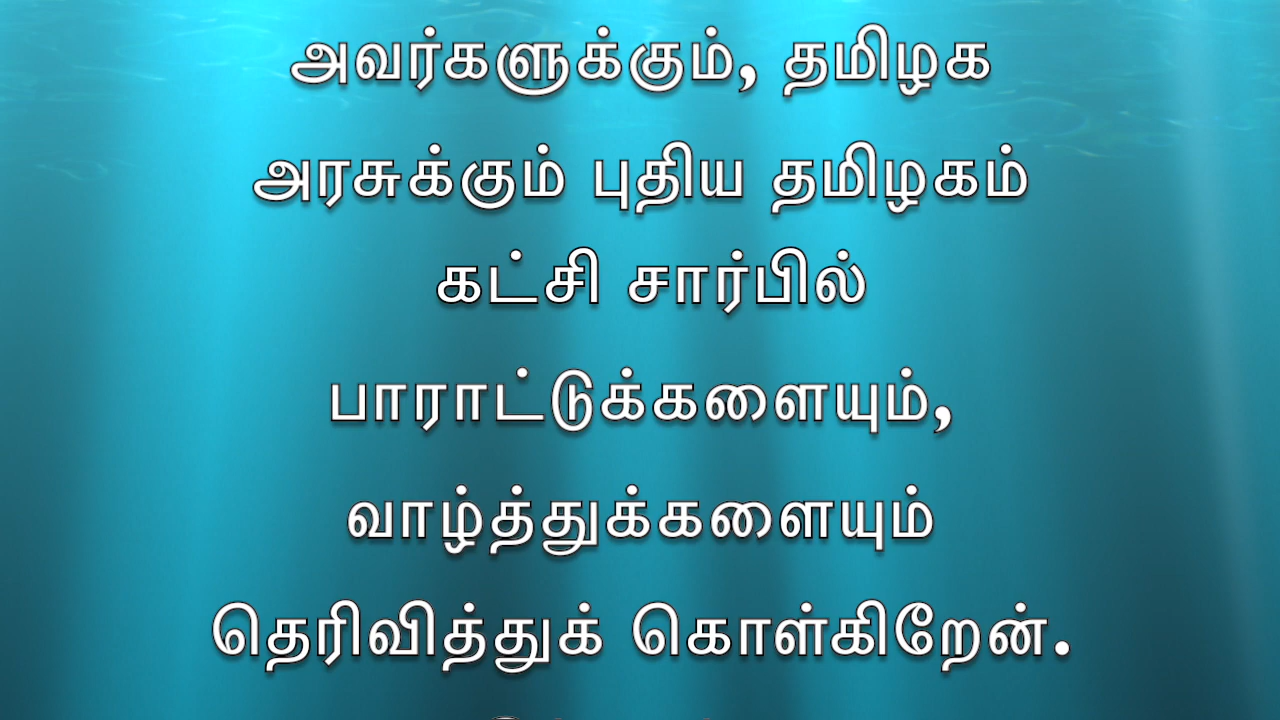 அவர்களுக்கும், தமிழக
அரசுக்கும் புதிய தமிழகம்
கட்சி சார்பில்
பாராட்டுக்களையும்,
வாழ்த்துக்களையும்
தெரிவித்துக் கொள்கிறேன்.